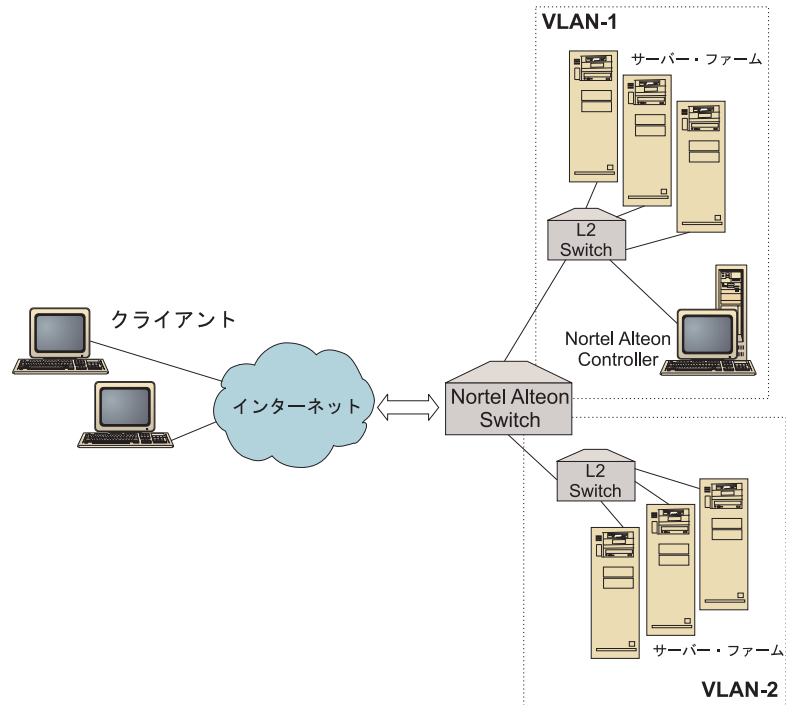 VLAN-1
サーバー・ファーム
L2
Switch
クライアント
Nortel Alteon
Controller
インターネット
Nortel Alteon
Switch
L2
Switch
サーバー・ファーム
VLAN-2